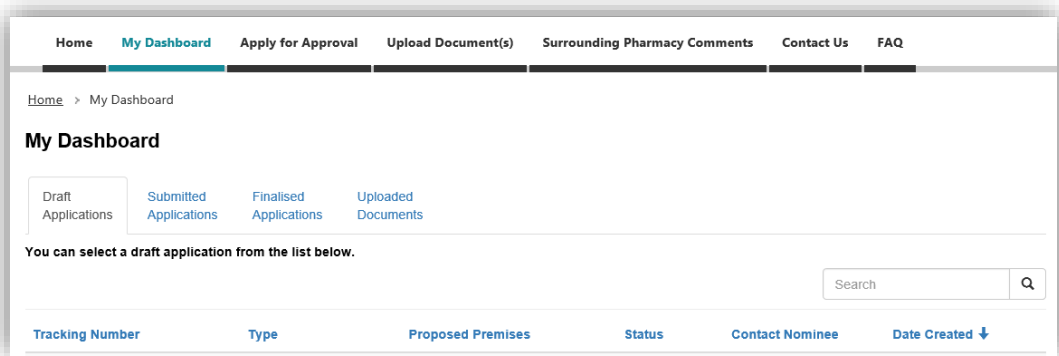 Home My Dashboard Apply for Approval Upload Document(s) Surrounding Pharmacy Comments Contact Us FAQ
Home > My Dashboard
My Dashboard
Draft Applications Submitted Applications Finalised Applications Uploaded Documents
You can select a draft application from the list below.
Search
Tracking Number Type Proposed Premises Status Contact Nominee Date Created